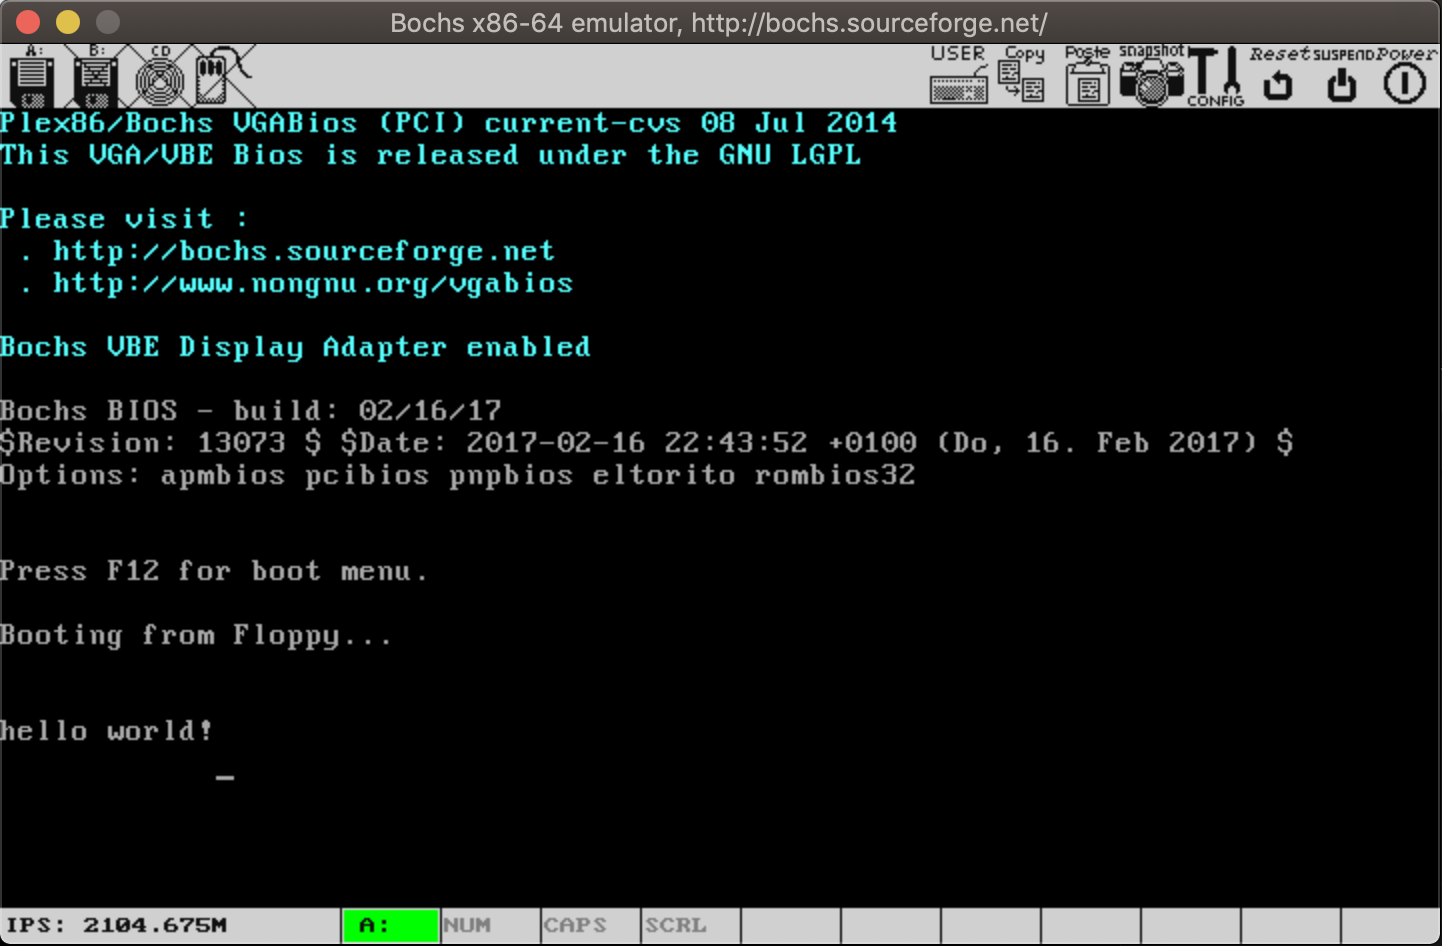 Bochs x86-64 emulator, http://bochs.sourceforge.net/
A: B: CD USER Copy Paste snapshot CONFIG Reset SUSPEND Power
Plex86/Bochs VGABios (PCI) current-cvs 08 Jul 2014
This VGA/VBE Bios is released under the GNU LGPL
Please visit :
. http://bochs.sourceforge.net
. http://www.nongnu.org/vgabios
Bochs VBE Display Adapter enabled
Bochs BIOS - build: 02/16/17
$Revision: 13073 $ $Date: 2017-02-16 22:43:52 +0100 (Do, 16. Feb 2017) $
Options: apmbios pcibios pnpbios eltorito rombios32
Press F12 for boot menu.
Booting from Floppy...
hello world!
_
IPS: 2104.675M A: NUM CAPS SCRL